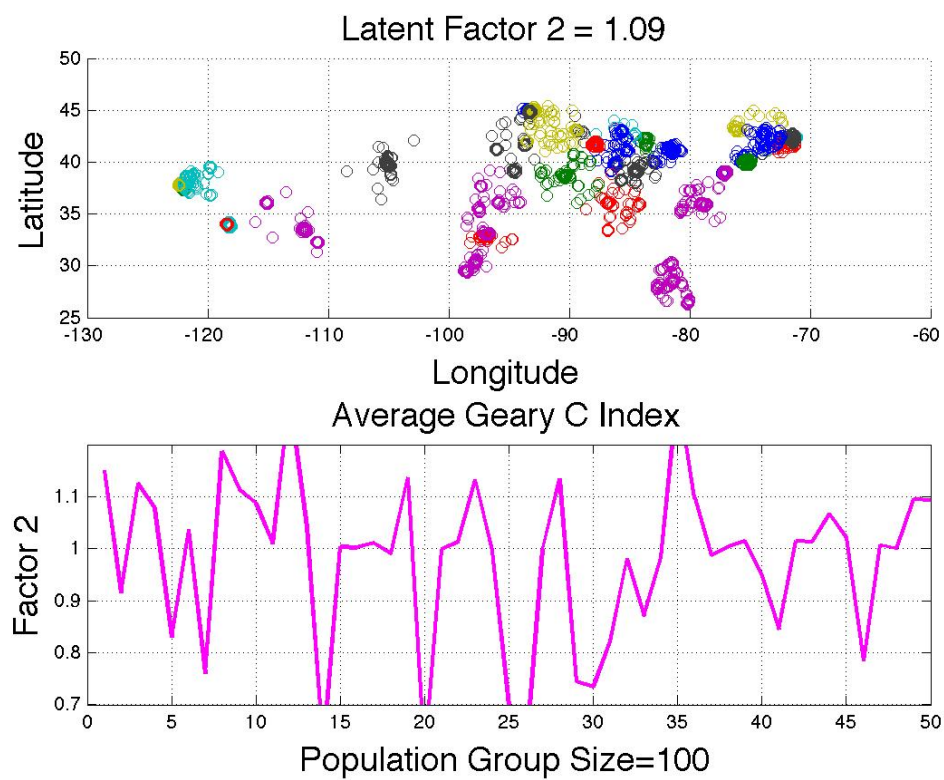 Latent Factor 2 = 1.09
50
45
40
35
30
25
Latitude
-130 -120 -110 -100 -90 -80 -70 -60
Longitude
Average Geary C Index
1.1
1
0.9
0.8
0.7
Factor 2
0 5 10 15 20 25 30 35 40 45 50
Population Group Size=100